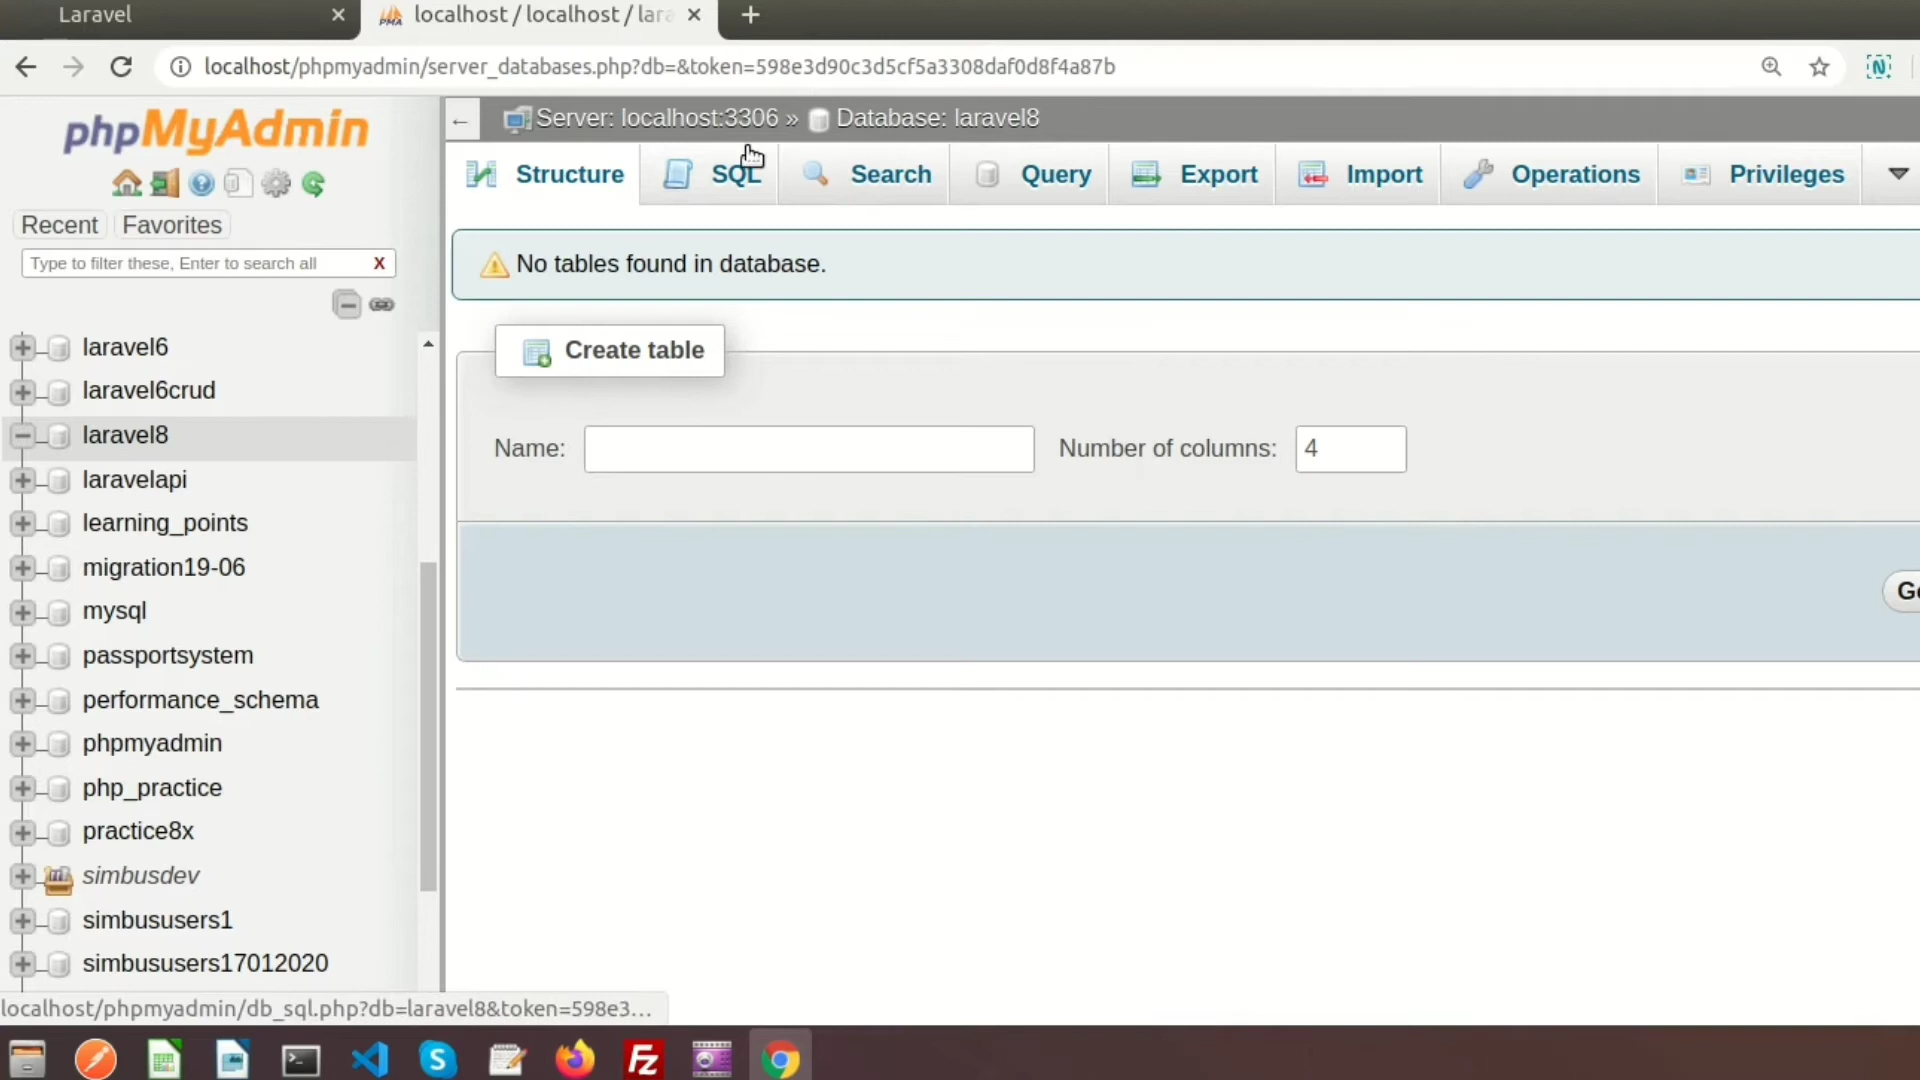 Laravel
localhost / localhost / lara
localhost/phpmyadmin/server_databases.php?db=&token=598e3d90c3d5cf5a3308daf0d8f4a87b
phpMyAdmin
Recent Favorites
Type to filter these, Enter to search all X
laravel6
laravel6crud
laravel8
laravelapi
learning_points
migration19-06
mysql
passportsystem
performance_schema
phpmyadmin
php_practice
practice8x
simbusdev
simbususers1
simbususers17012020
localhost/phpmyadmin/db_sql.php?db=laravel8&token=598e3...
Server: localhost:3306 » Database: laravel8
Structure SQL Search Query Export Import Operations Privileges
No tables found in database.
Create table
Name: Number of columns: 4
Go